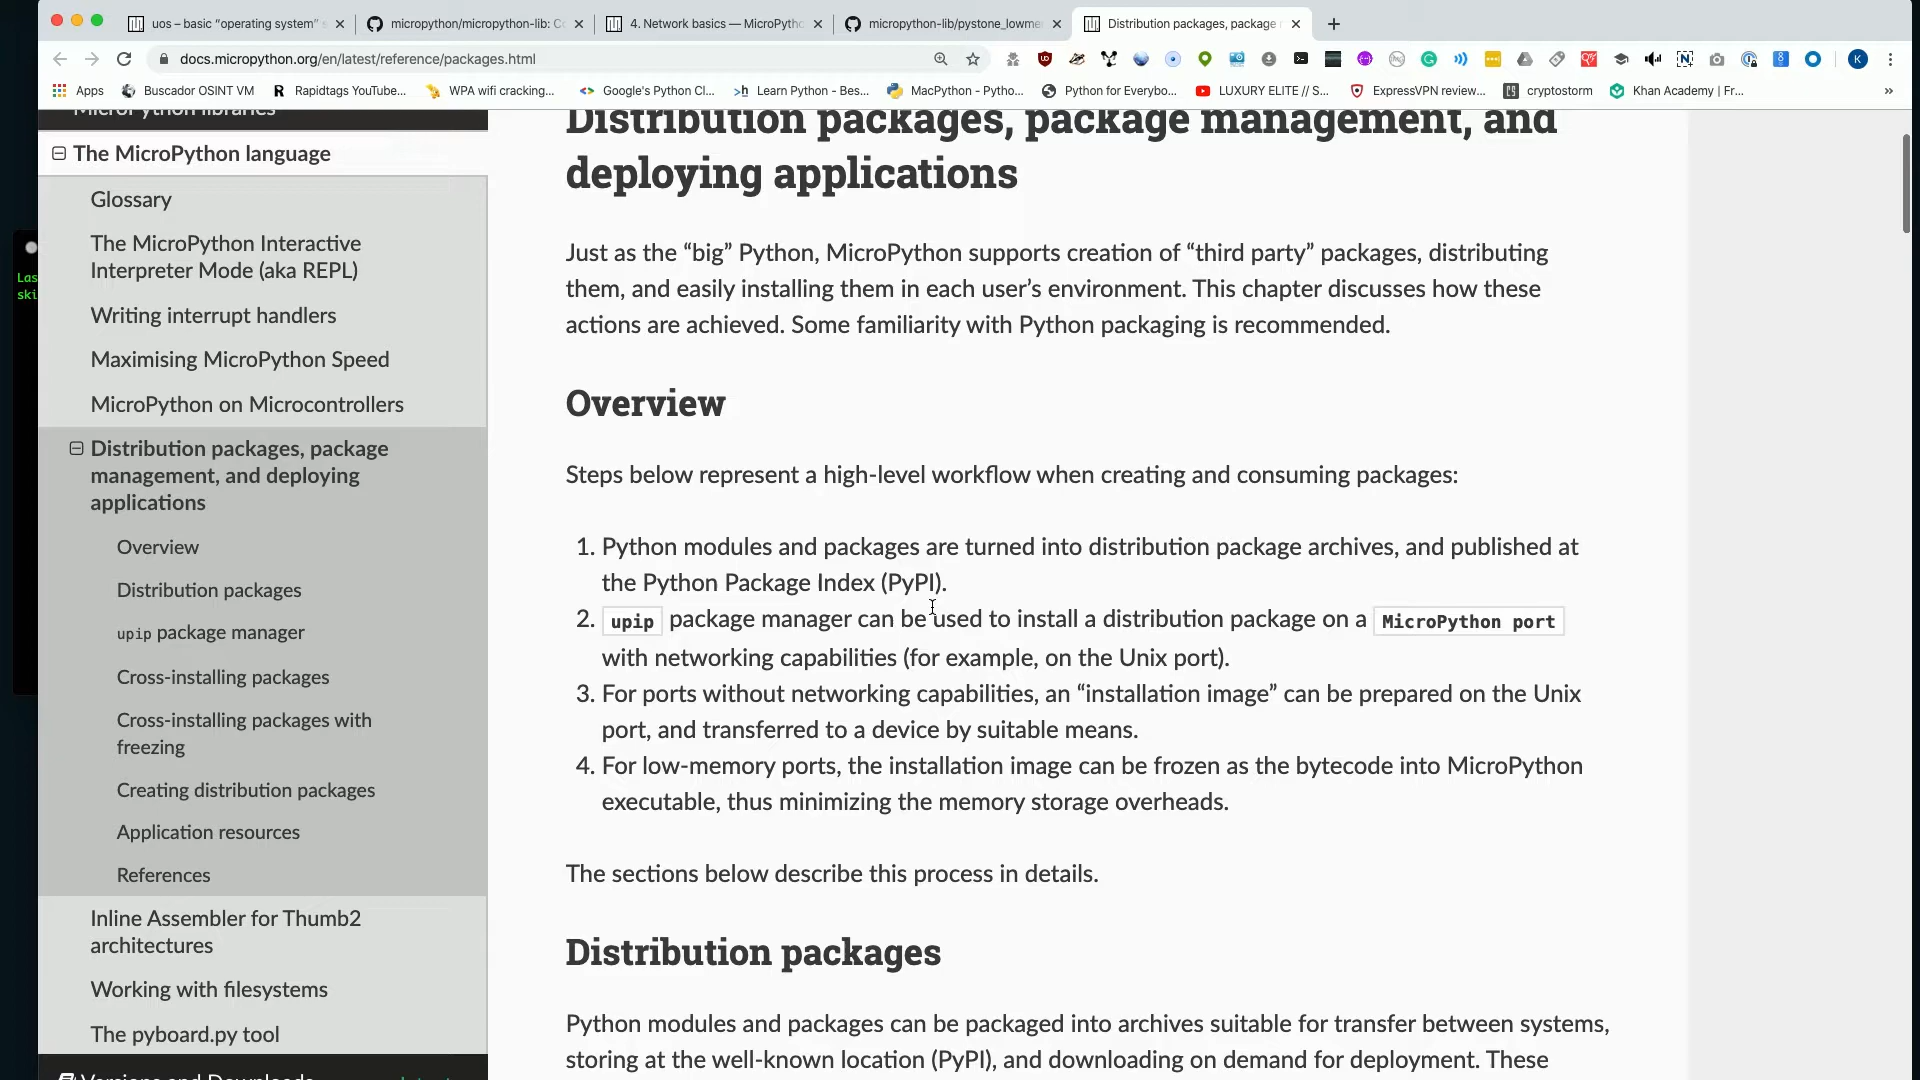 uos – basic “operating system” s
micropython/micropython-lib: Co
4. Network basics — MicroPytho
micropython-lib/pystone_lowme
Distribution packages, package
docs.micropython.org/en/latest/reference/packages.html
Apps
Buscador OSINT VM
Rapidtags YouTube...
WPA wifi cracking...
Google's Python Cl...
Learn Python - Bes...
MacPython - Pytho...
Python for Everybo...
LUXURY ELITE // S...
ExpressVPN review...
cryptostorm
Khan Academy | Fr...
»
Las
ski
MicroPython libraries
The MicroPython language
Glossary
The MicroPython Interactive
Interpreter Mode (aka REPL)
Writing interrupt handlers
Maximising MicroPython Speed
MicroPython on Microcontrollers
Distribution packages, package
management, and deploying
applications
Overview
Distribution packages
upip package manager
Cross-installing packages
Cross-installing packages with
freezing
Creating distribution packages
Application resources
References
Inline Assembler for Thumb2
architectures
Working with filesystems
The pyboard.py tool
Versions and Downloads
Distribution packages, package management, and
deploying applications
Just as the “big” Python, MicroPython supports creation of “third party” packages, distributing
them, and easily installing them in each user’s environment. This chapter discusses how these
actions are achieved. Some familiarity with Python packaging is recommended.
Overview
Steps below represent a high-level workflow when creating and consuming packages:
1. Python modules and packages are turned into distribution package archives, and published at
the Python Package Index (PyPI).
2. upip package manager can be used to install a distribution package on a MicroPython port
with networking capabilities (for example, on the Unix port).
3. For ports without networking capabilities, an “installation image” can be prepared on the Unix
port, and transferred to a device by suitable means.
4. For low-memory ports, the installation image can be frozen as the bytecode into MicroPython
executable, thus minimizing the memory storage overheads.
The sections below describe this process in details.
Distribution packages
Python modules and packages can be packaged into archives suitable for transfer between systems,
storing at the well-known location (PyPI), and downloading on demand for deployment. These